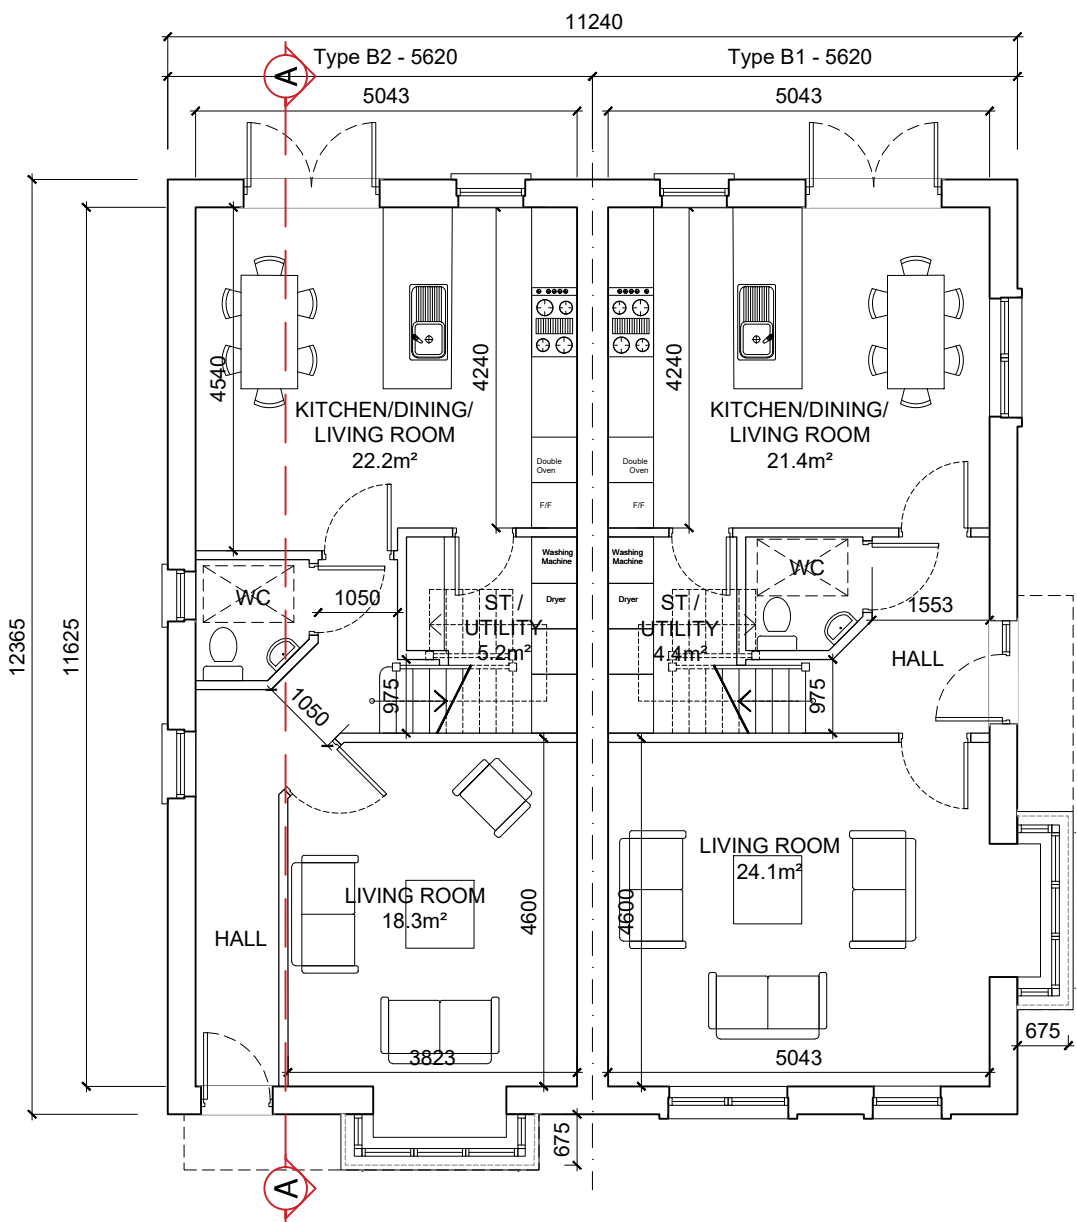 11240
Type B2 - 5620
Type B1 - 5620
A
5043
5043
4540
4240
4240
KITCHEN/DINING/
LIVING ROOM
22.2m²
KITCHEN/DINING/
LIVING ROOM
21.4m²
Double
Oven
F/F
Double
Oven
F/F
Washing
Machine
Dryer
Washing
Machine
Dryer
WC
1050
ST /
UTILITY
5.2m²
ST /
UTILITY
4.4m²
WC
1553
HALL
12365
11625
975
975
1050
LIVING ROOM
18.3m²
LIVING ROOM
24.1m²
4600
4600
HALL
3823
5043
675
675
A